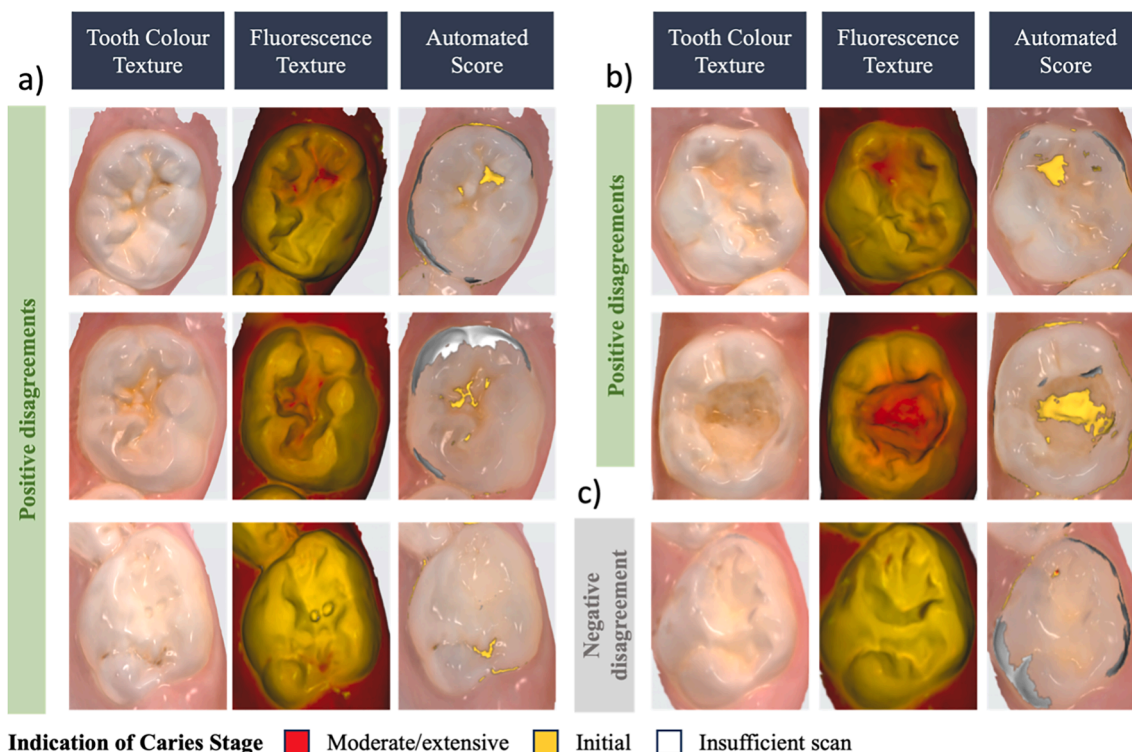 a)
Tooth Colour
Texture
Fluorescence
Texture
Automated
Score
Positive disagreements
b)
Tooth Colour
Texture
Fluorescence
Texture
Automated
Score
Positive disagreements
c)
Negative
disagreement
Indication of Caries Stage
Moderate/extensive
Initial
Insufficient scan